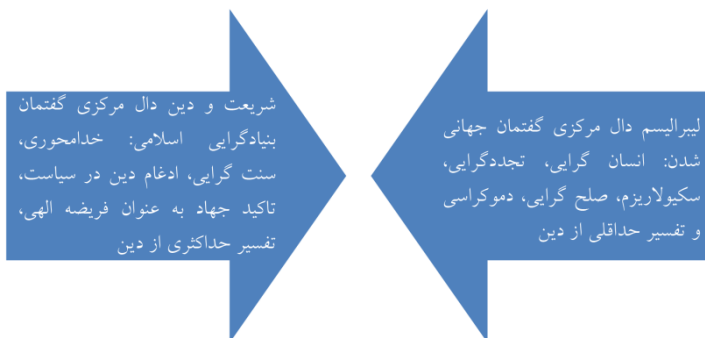 لیبرالیسم دال مرکزی گفتمان جهانی
شدن: انسان گرایی، تجددگرایی،
سکیولاریزم، صلح گرایی، دموکراسی
و تفسیر حداقلی از دین
شریعت و دین دال مرکزی گفتمان
بنیادگرایی اسلامی: خدامحوری،
سنت گرایی، ادغام دین در سیاست،
تاکید جهاد به عنوان فریضه الهی،
تفسیر حداکثری از دین